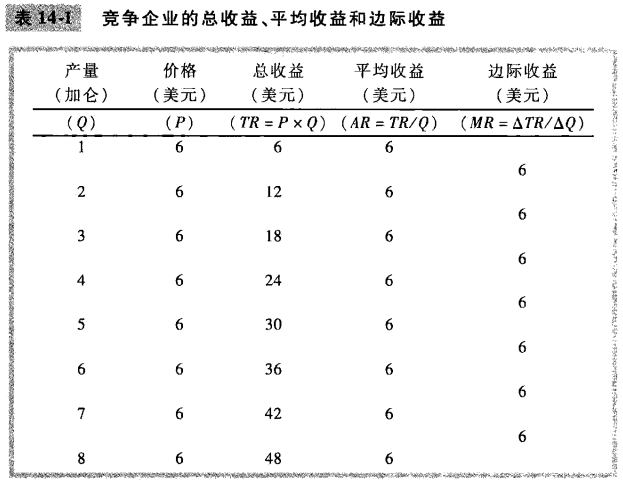 表 14-1 竞争企业的总收益、平均收益和边际收益
产量 价格 总收益 平均收益 边际收益
(加仑) (美元) (美元) (美元) (美元)
(Q) (P) (TR = P × Q) (AR = TR/Q) (MR = ΔTR/ΔQ)
1 6 6 6
6
2 6 12 6
6
3 6 18 6
6
4 6 24 6
6
5 6 30 6
6
6 6 36 6
6
7 6 42 6
6
8 6 48 6